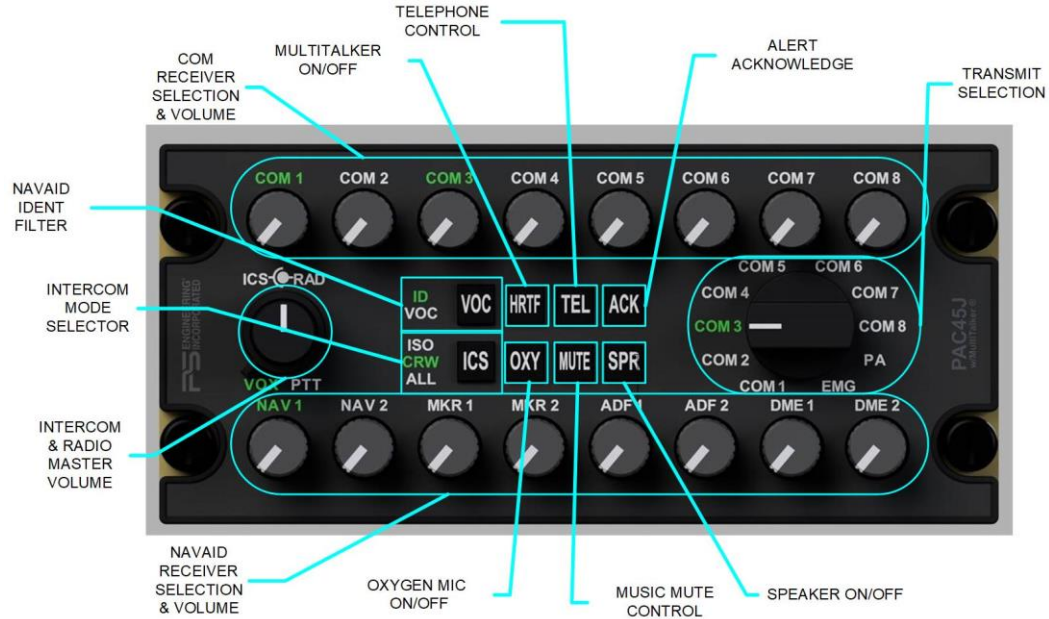 TELEPHONE
CONTROL
MULTITALKER
ON/OFF
ALERT
ACKNOWLEDGE
COM
RECEIVER
SELECTION
& VOLUME
TRANSMIT
SELECTION
NAVAID
IDENT
FILTER
INTERCOM
MODE
SELECTOR
INTERCOM
& RADIO
MASTER
VOLUME
COM 1 COM 2 COM 3 COM 4 COM 5 COM 6 COM 7 COM 8
ICS RAD
PS ENGINEERING
INCORPORATED
VOX PTT
ID
VOC
VOC HRTF TEL ACK
ISO
CRW
ALL
ICS OXY MUTE SPR
COM 5 COM 6
COM 4 COM 7
COM 3 COM 8
COM 2 PA
COM 1 EMG
PAC45J
w/MultiTalker®
NAV 1 NAV 2 MKR 1 MKR 2 ADF 1 ADF 2 DME 1 DME 2
NAVAID
RECEIVER
SELECTION
& VOLUME
OXYGEN MIC
ON/OFF
MUSIC MUTE
CONTROL
SPEAKER ON/OFF